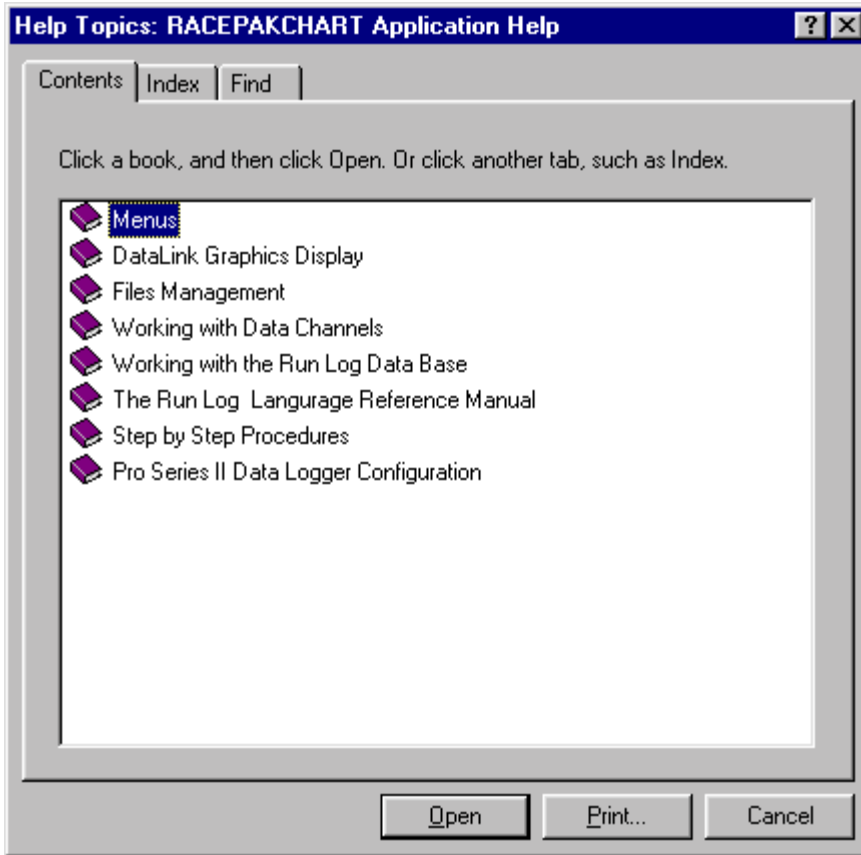 Help Topics: RACEPAKCHART Application Help
Contents Index Find
Click a book, and then click Open. Or click another tab, such as Index.
Menus
DataLink Graphics Display
Files Management
Working with Data Channels
Working with the Run Log Data Base
The Run Log  Langurage Reference Manual
Step by Step Procedures
Pro Series II Data Logger Configuration
Open Print... Cancel